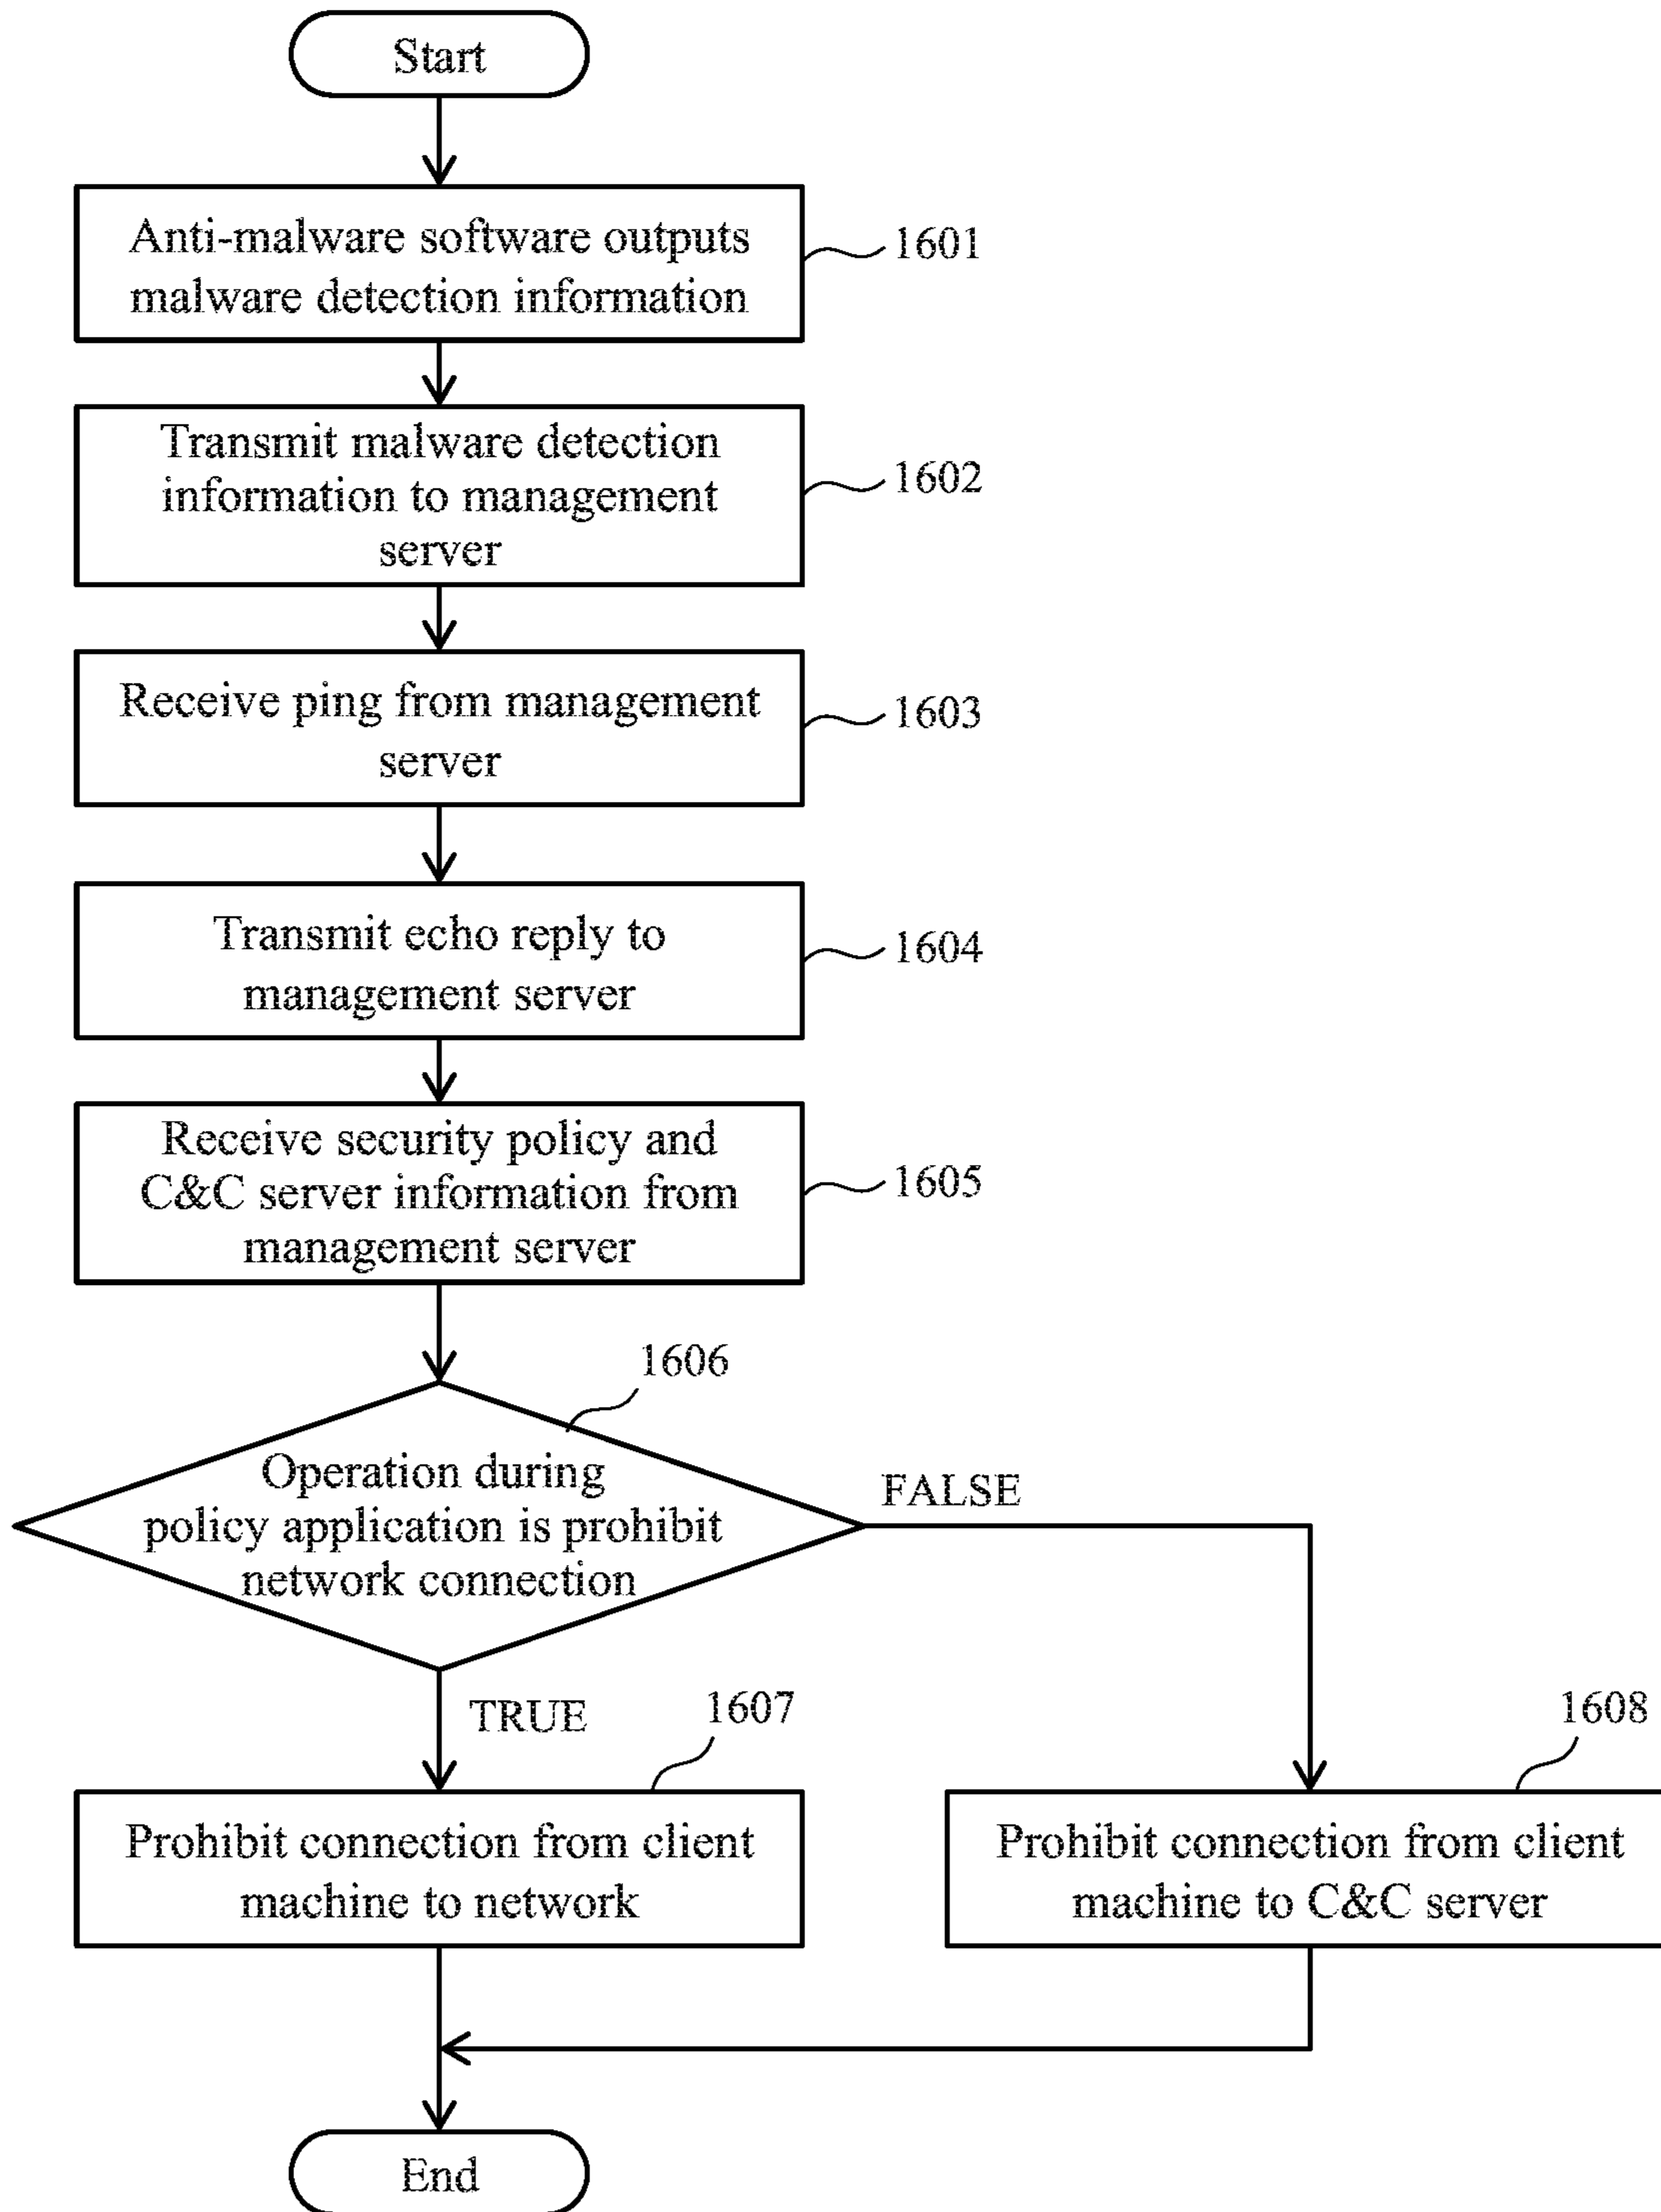 Start
Anti-malware software outputs
malware detection information
1601
Transmit malware detection
information to management
server
1602
Receive ping from management
server
1603
Transmit echo reply to
management server
1604
Receive security policy and
C&C server information from
management server
1605
1606
Operation during
policy application is prohibit
network connection
FALSE
TRUE
1607
Prohibit connection from client
machine to network
1608
Prohibit connection from client
machine to C&C server
End